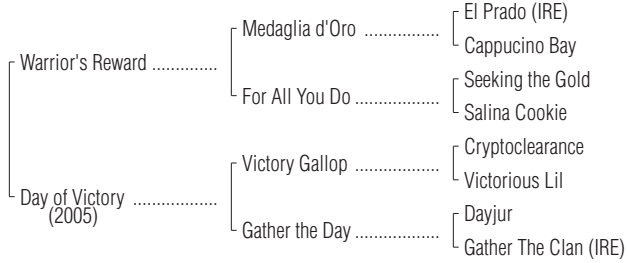 El Prado (IRE)
Medaglia d'Oro ..................
Cappucino Bay
Warrior's Reward ..............
Seeking the Gold
For All You Do ....................
Salina Cookie
Cryptoclearance
Victory Gallop ....................
Victorious Lil
Day of Victory ..................
(2005)
Dayjur
Gather the Day ....................
Gather The Clan (IRE)